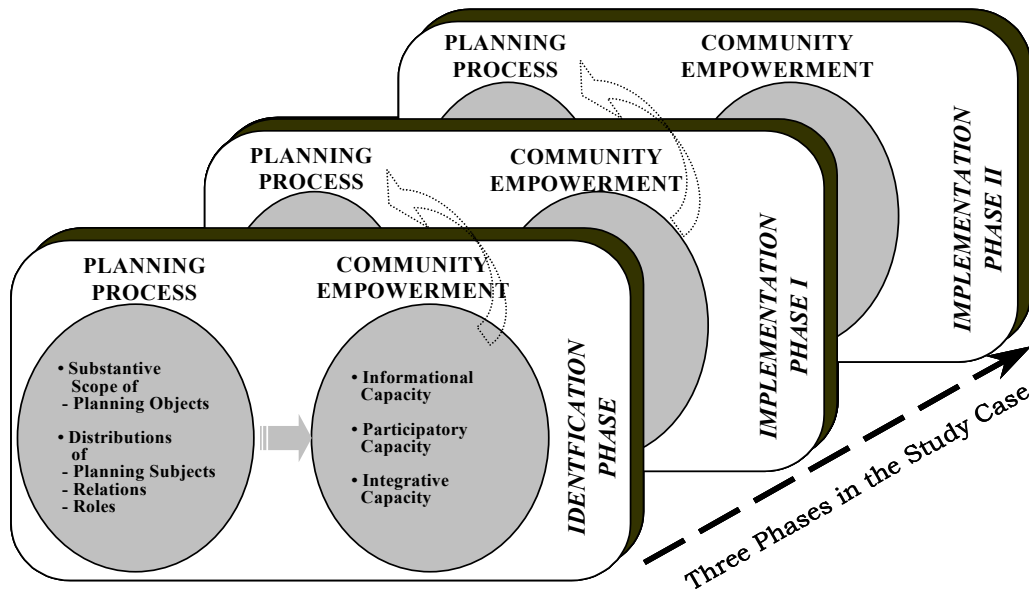 PLANNING
PROCESS
COMMUNITY
EMPOWERMENT
IMPLEMENTATION
PHASE II
PLANNING
PROCESS
COMMUNITY
EMPOWERMENT
IMPLEMENTATION
PHASE I
PLANNING
PROCESS
COMMUNITY
EMPOWERMENT
• Substantive
Scope of
- Planning Objects
• Distributions
of
- Planning Subjects
- Relations
- Roles
• Informational
Capacity
• Participatory
Capacity
• Integrative
Capacity
IDENTFICATION
PHASE
Three Phases in the Study Case